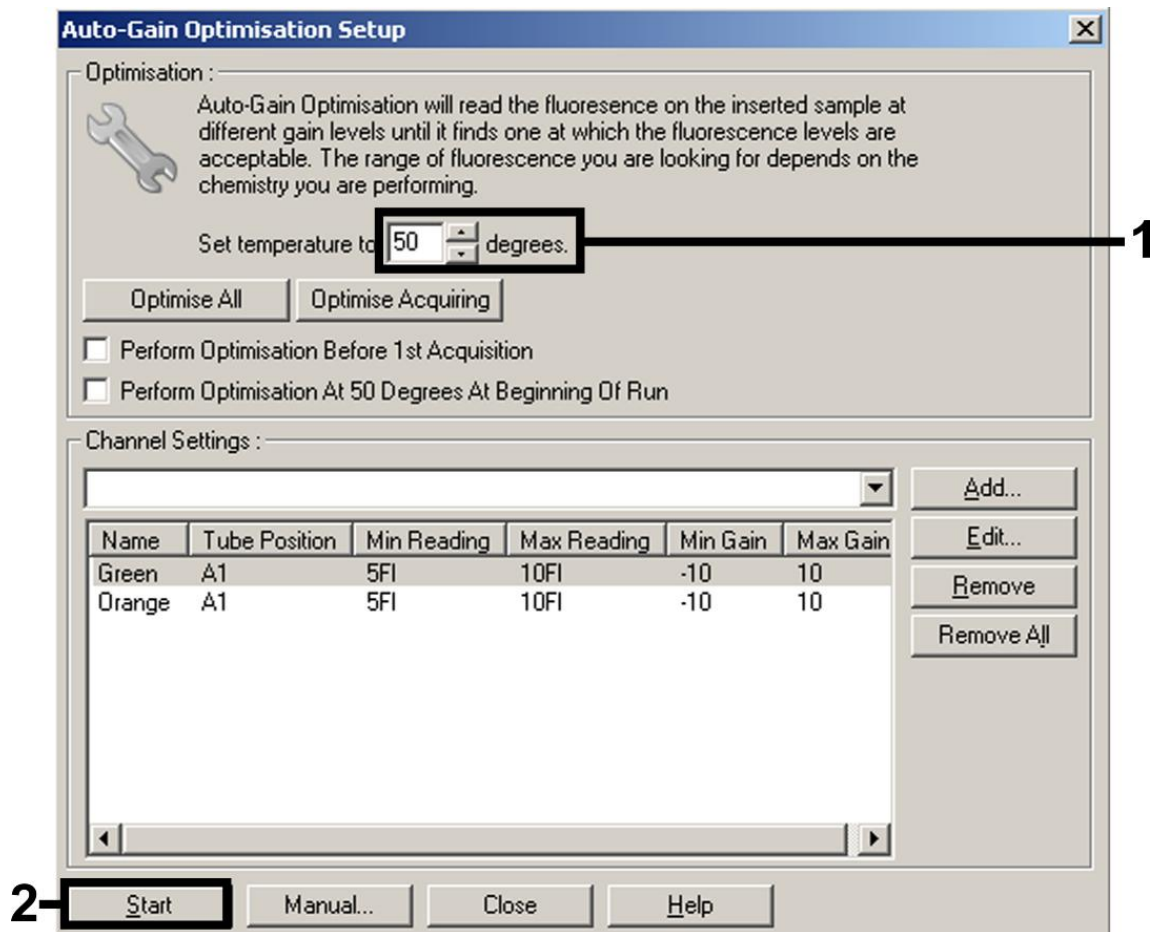 Auto-Gain Optimisation Setup
Optimisation :
Auto-Gain Optimisation will read the fluoresence on the inserted sample at
different gain levels until it finds one at which the fluorescence levels are
acceptable. The range of fluorescence you are looking for depends on the
chemistry you are performing.
Set temperature to 50 degrees.
1
Optimise All Optimise Acquiring
Perform Optimisation Before 1st Acquisition
Perform Optimisation At 50 Degrees At Beginning Of Run
Channel Settings :
Add...
Name Tube Position Min Reading Max Reading Min Gain Max Gain
Edit...
Green A1 5Fl 10Fl -10 10
Remove
Orange A1 5Fl 10Fl -10 10
Remove All
2
Start Manual... Close Help